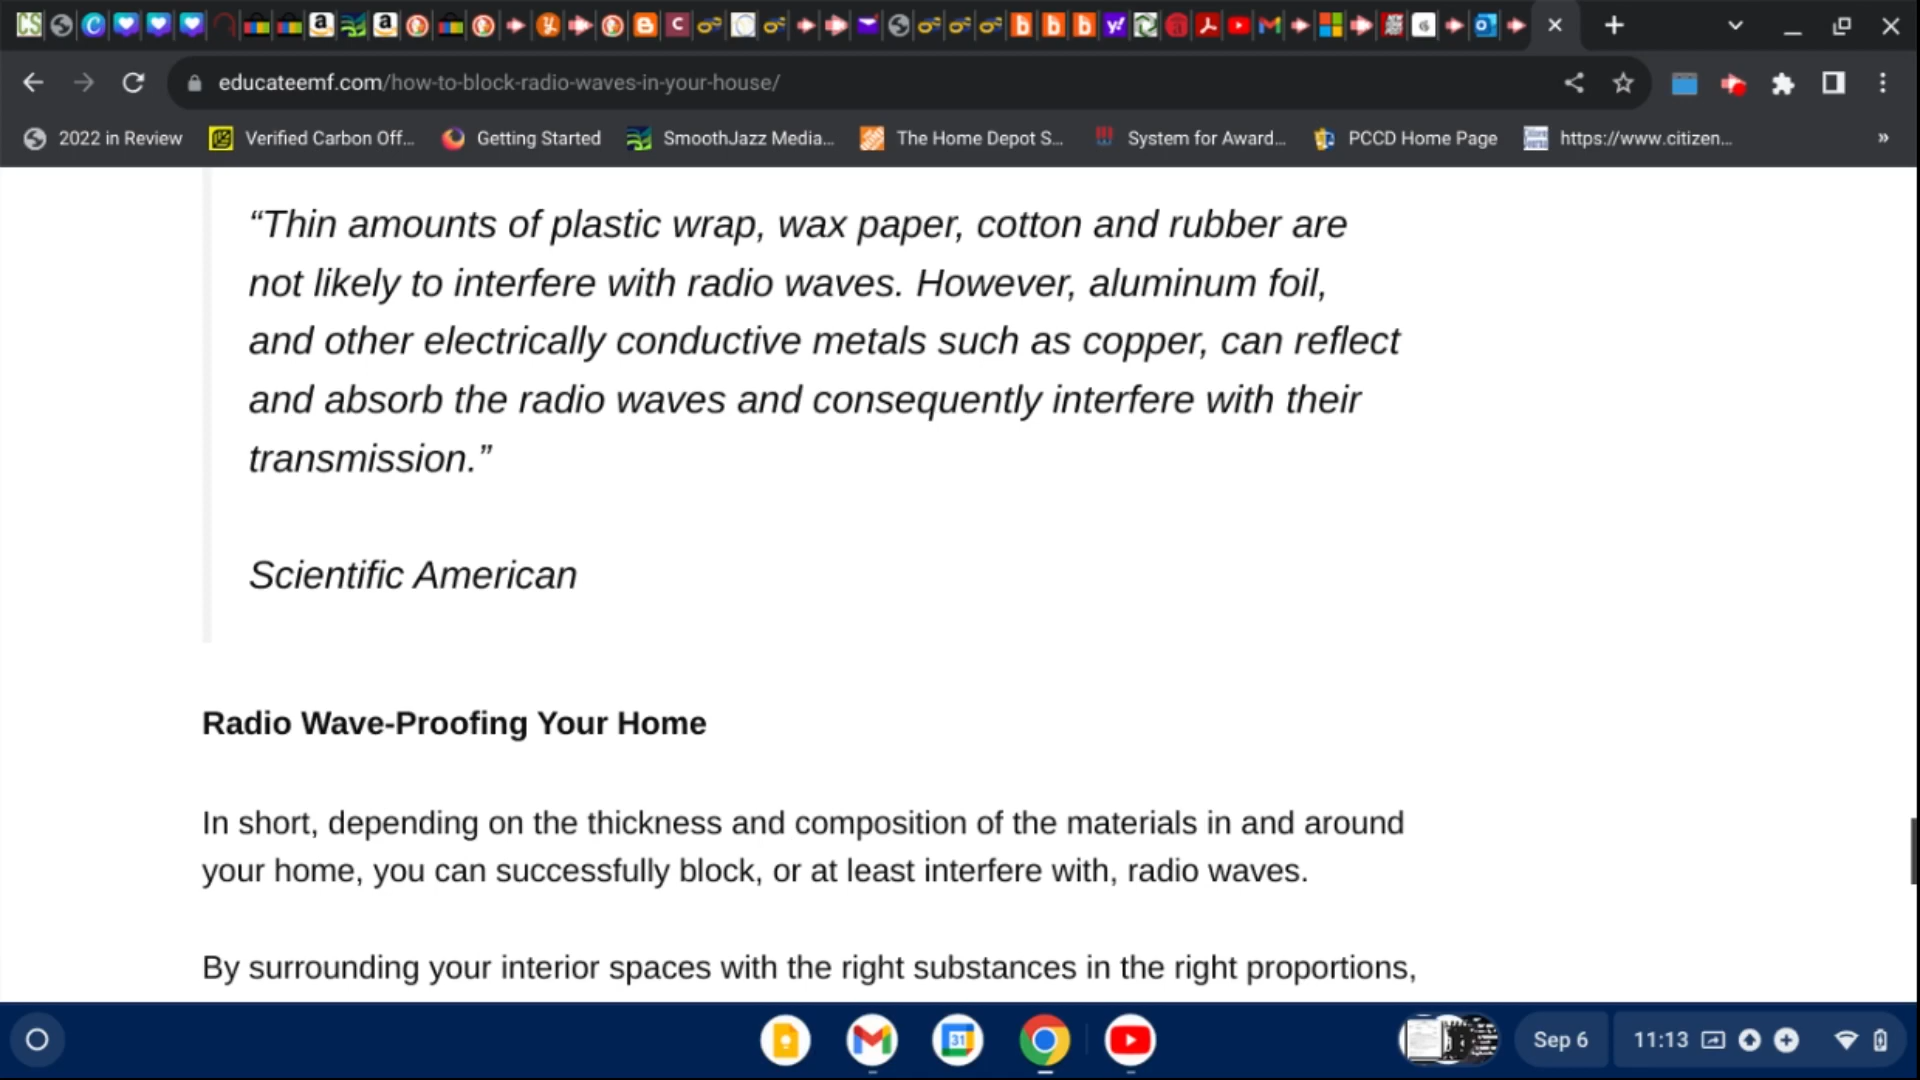 educateemf.com/how-to-block-radio-waves-in-your-house/
2022 in Review
Verified Carbon Off...
Getting Started
SmoothJazz Media...
The Home Depot S...
System for Award...
PCCD Home Page
https://www.citizen...
»
“Thin amounts of plastic wrap, wax paper, cotton and rubber are
not likely to interfere with radio waves. However, aluminum foil,
and other electrically conductive metals such as copper, can reflect
and absorb the radio waves and consequently interfere with their
transmission.”
Scientific American
Radio Wave-Proofing Your Home
In short, depending on the thickness and composition of the materials in and around
your home, you can successfully block, or at least interfere with, radio waves.
By surrounding your interior spaces with the right substances in the right proportions,
31
Sep 6
11:13